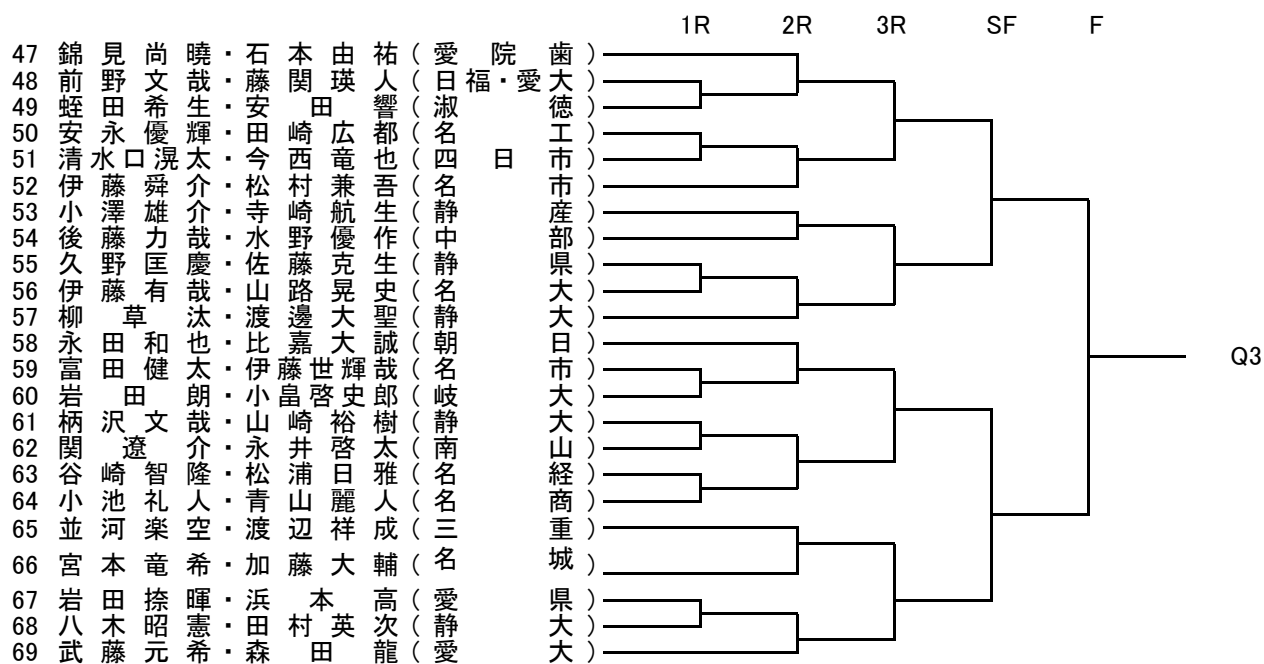 1R 2R 3R SF F
47 錦見尚曉・石本由祐(愛院歯)
48 前野文哉・藤関瑛人(日福・愛大)
49 蛭田希生・安田響(淑徳)
50 安永優輝・田崎広都(名工)
51 清水口滉太・今西竜也(四日市)
52 伊藤舜介・松村兼吾(名市)
53 小澤雄介・寺崎航生(静産)
54 後藤力哉・水野優作(中部)
55 久野匡慶・佐藤克生(静県)
56 伊藤有哉・山路晃史(名大)
57 柳草汰・渡邊大聖(静大)
58 永田和也・比嘉大誠(朝日)
59 富田健太・伊藤世輝哉(名市)
60 岩田朗・小畠啓史郎(岐大)
61 柄沢文哉・山崎裕樹(静大)
62 関遼介・永井啓太(南山)
63 谷崎智隆・松浦日雅(名経)
64 小池礼人・青山麗人(名商)
65 並河楽空・渡辺祥成(三重)
66 宮本竜希・加藤大輔(名城)
67 岩田捺暉・浜本高(愛県)
68 八木昭憲・田村英次(静大)
69 武藤元希・森田龍(愛大)
Q3